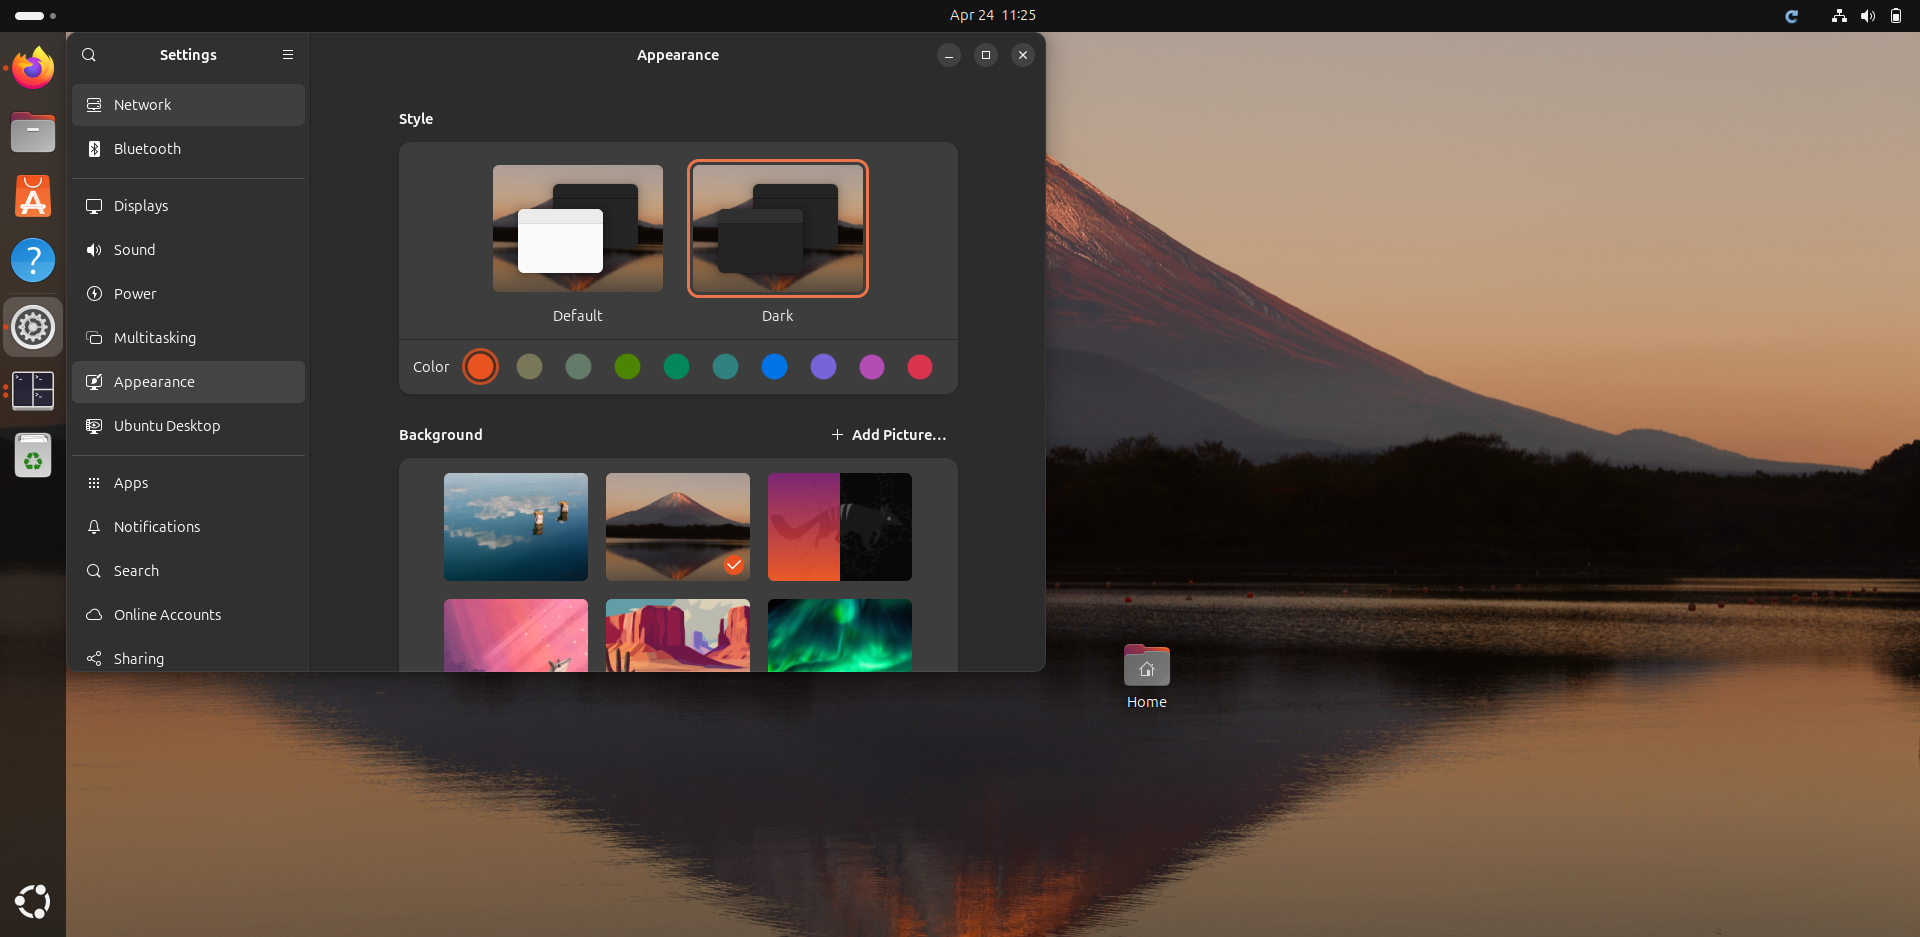 Apr 24 11:25
Settings
Appearance
Network
Bluetooth
Displays
Sound
Power
Multitasking
Appearance
Ubuntu Desktop
Apps
Notifications
Search
Online Accounts
Sharing
Style
Default
Dark
Color
Background
Add Picture...
Home